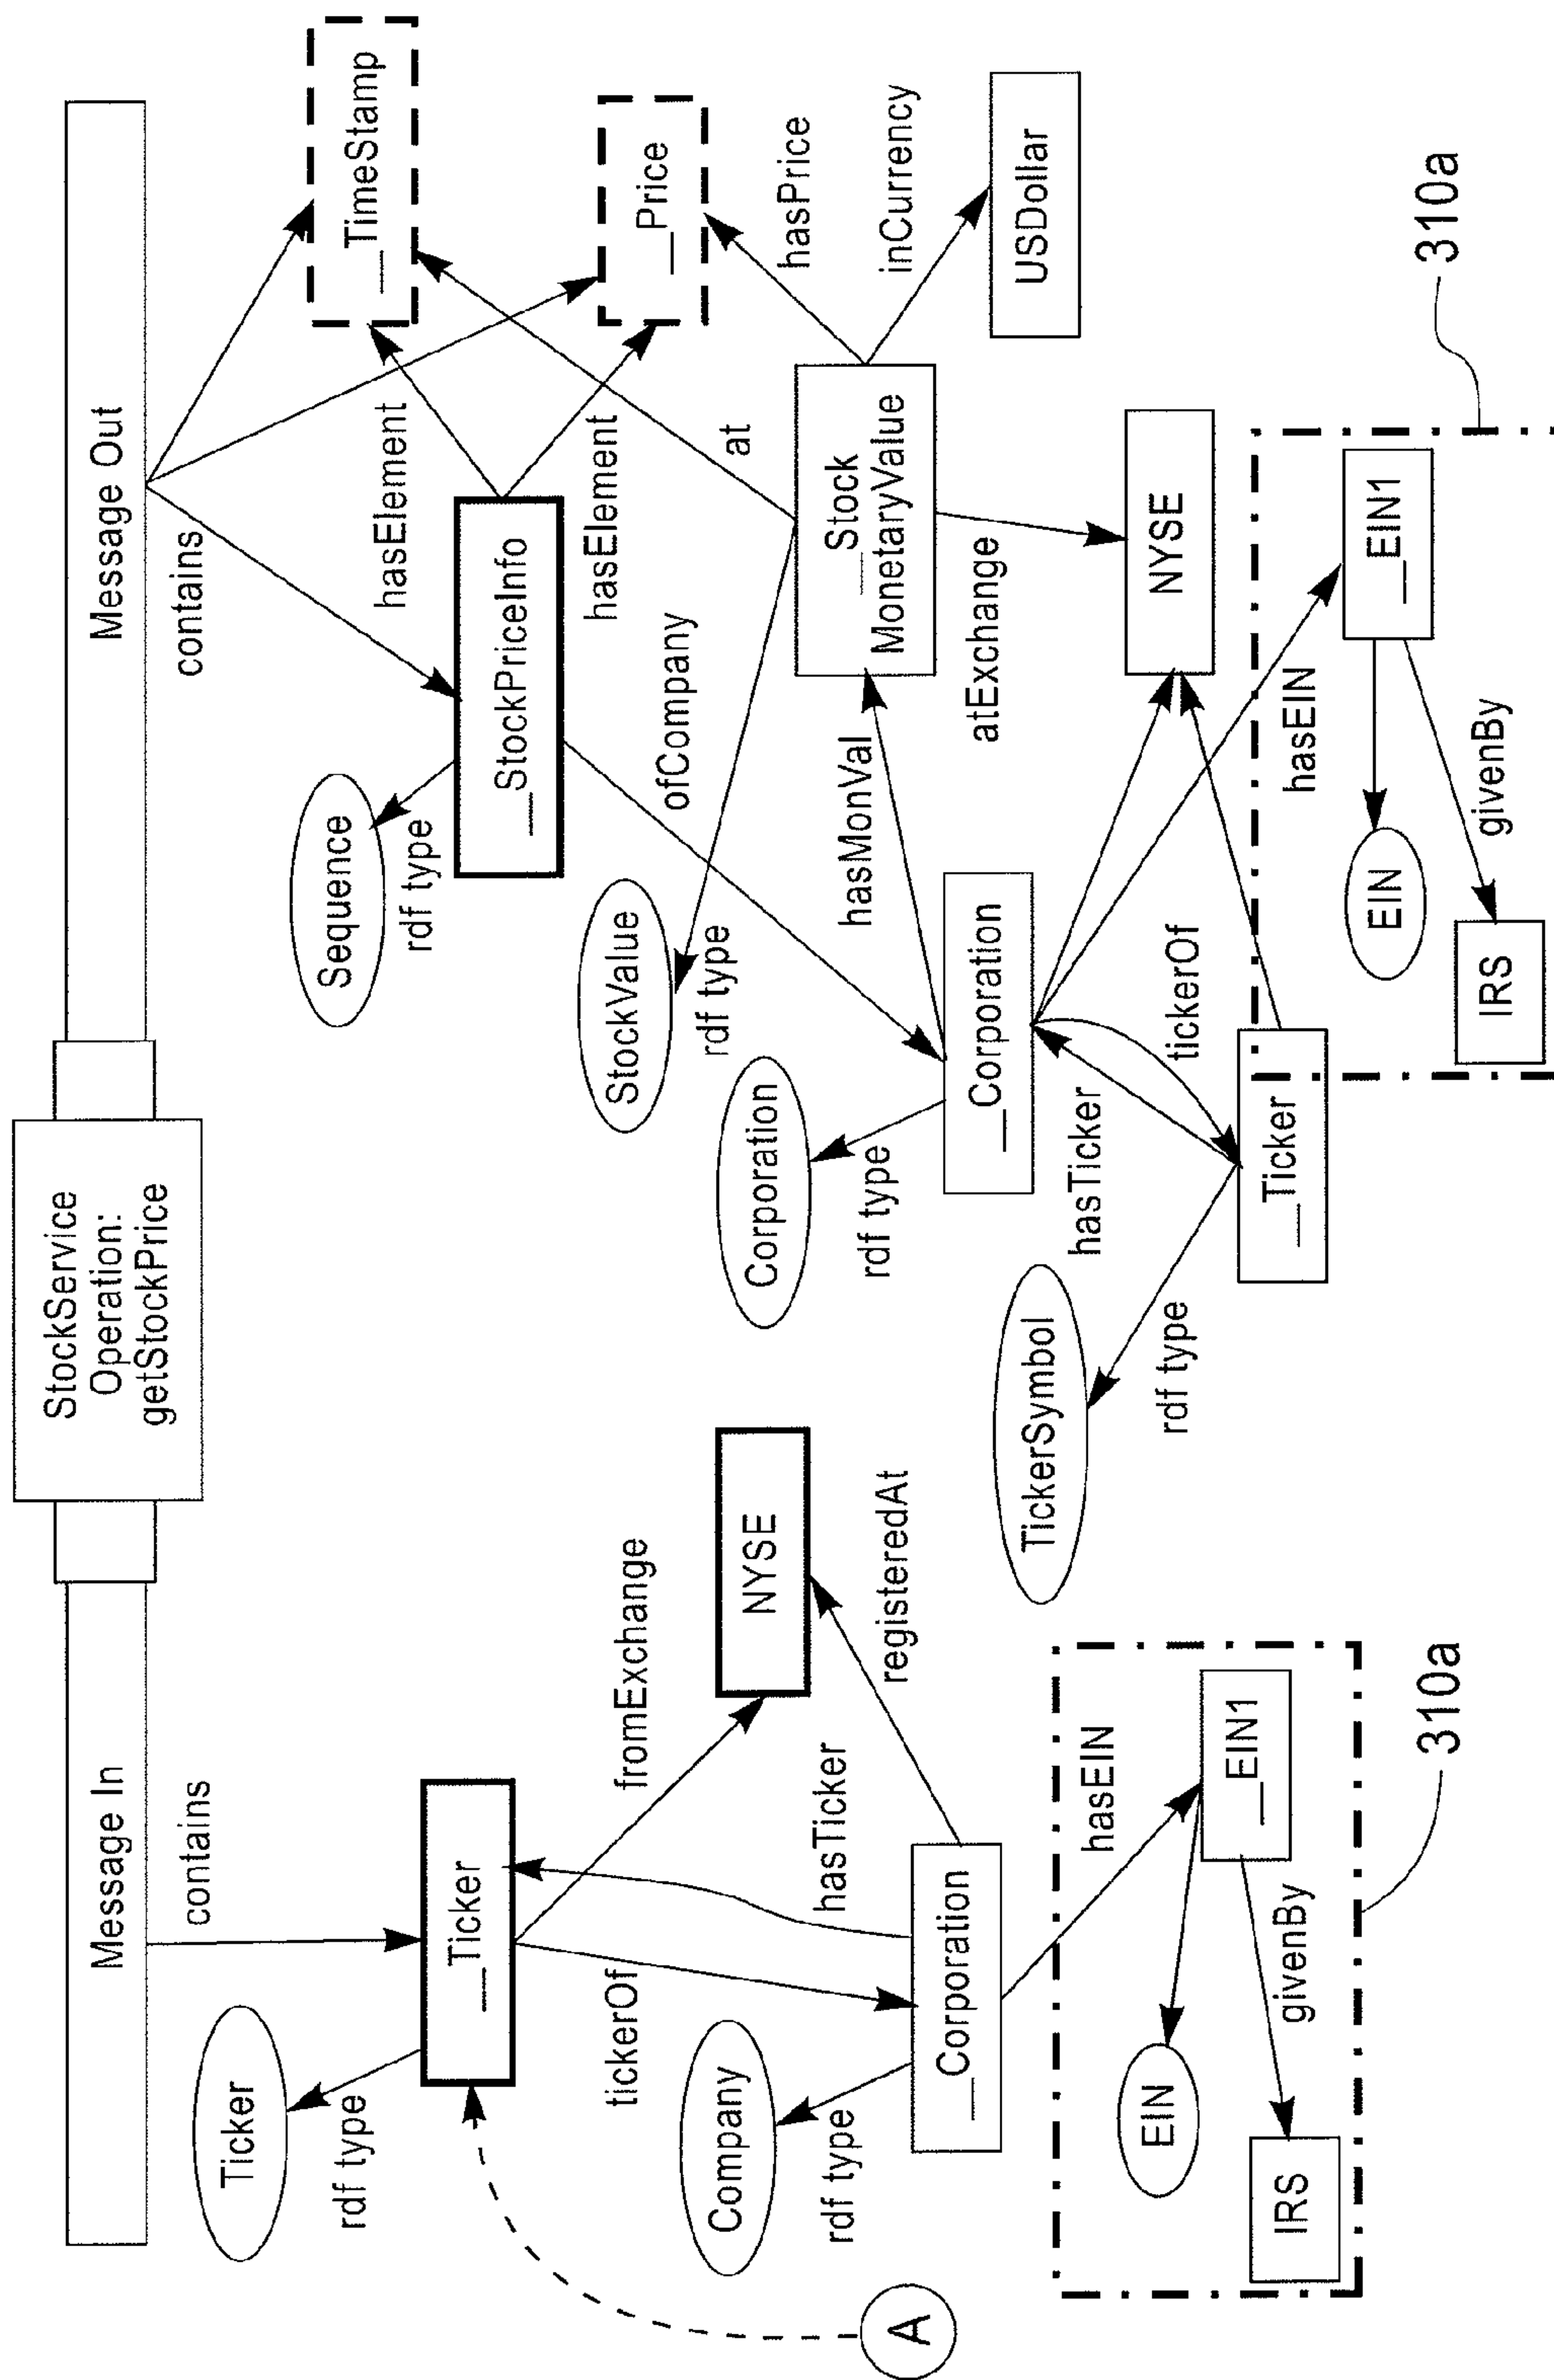 StockService
Operation:
getStockPrice
Message In
contains
Ticker
rdf type
__Ticker
fromExchange
NYSE
tickerOf
hasTicker
registeredAt
Company
rdf type
__Corporation
A
hasEIN
EIN
__EIN1
givenBy
IRS
310a
Message Out
contains
__TimeStamp
hasElement
Sequence
rdf type
__StockPriceInfo
hasElement
__Price
ofCompany
at
hasPrice
StockValue
rdf type
__Stock
MonetaryValue
inCurrency
USDollar
hasMonVal
atExchange
Corporation
rdf type
__Corporation
NYSE
hasTicker
tickerOf
TickerSymbol
rdf type
__Ticker
hasEIN
EIN
__EIN1
givenBy
IRS
310a